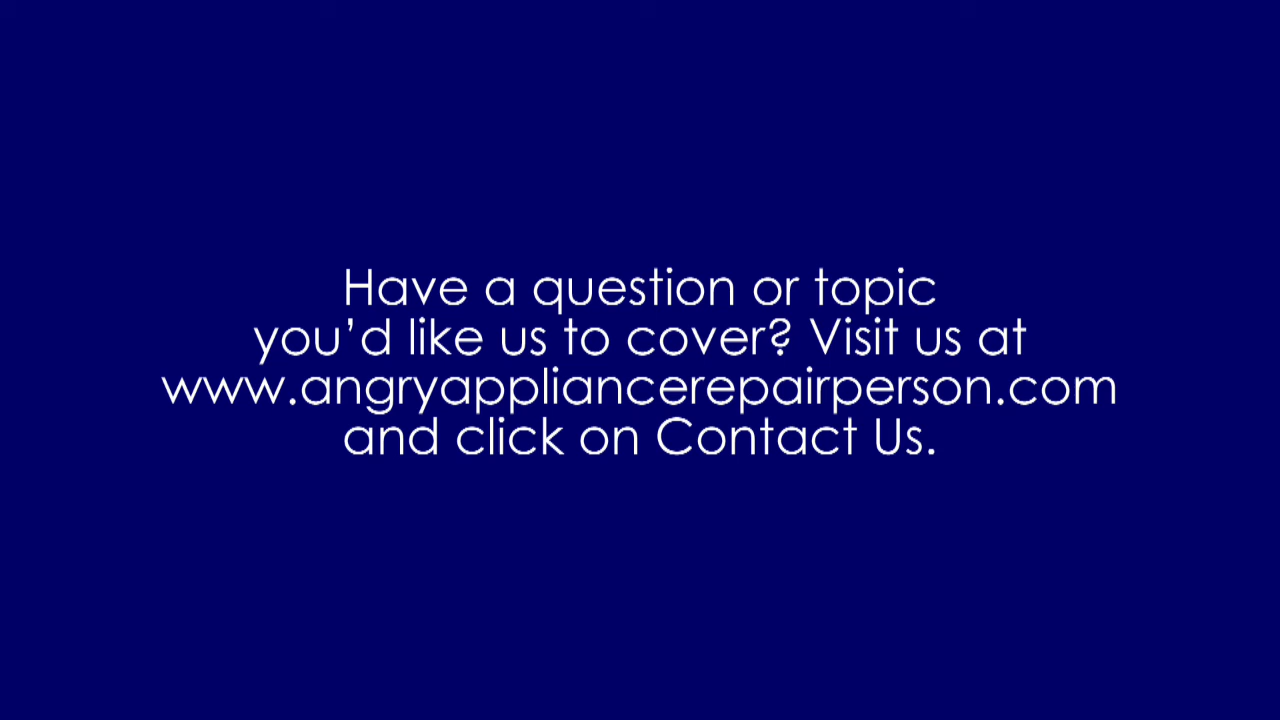 Have a question or topic
you’d like us to cover? Visit us at
www.angryappliancerepairperson.com
and click on Contact Us.